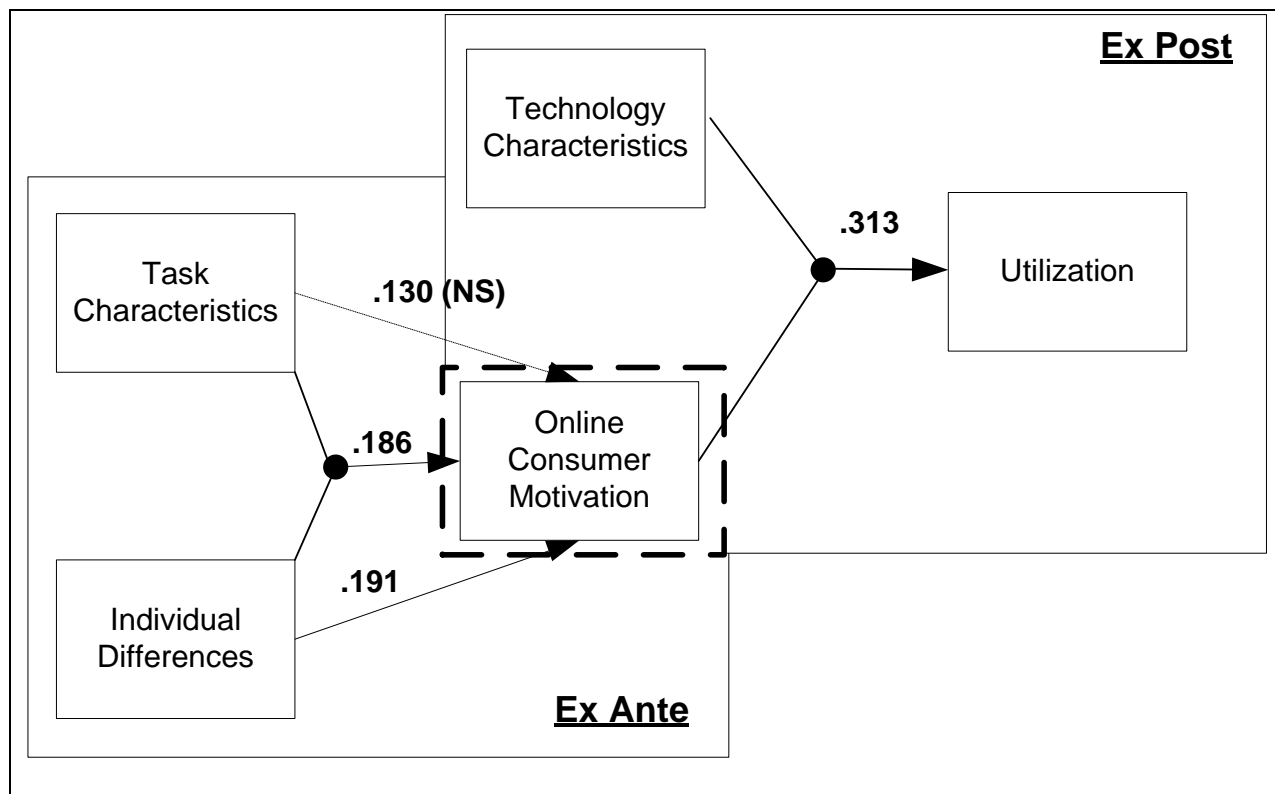 Ex Post
Technology
Characteristics
.313
Utilization
Task
Characteristics
.130 (NS)
Online
Consumer
Motivation
.186
.191
Individual
Differences
Ex Ante